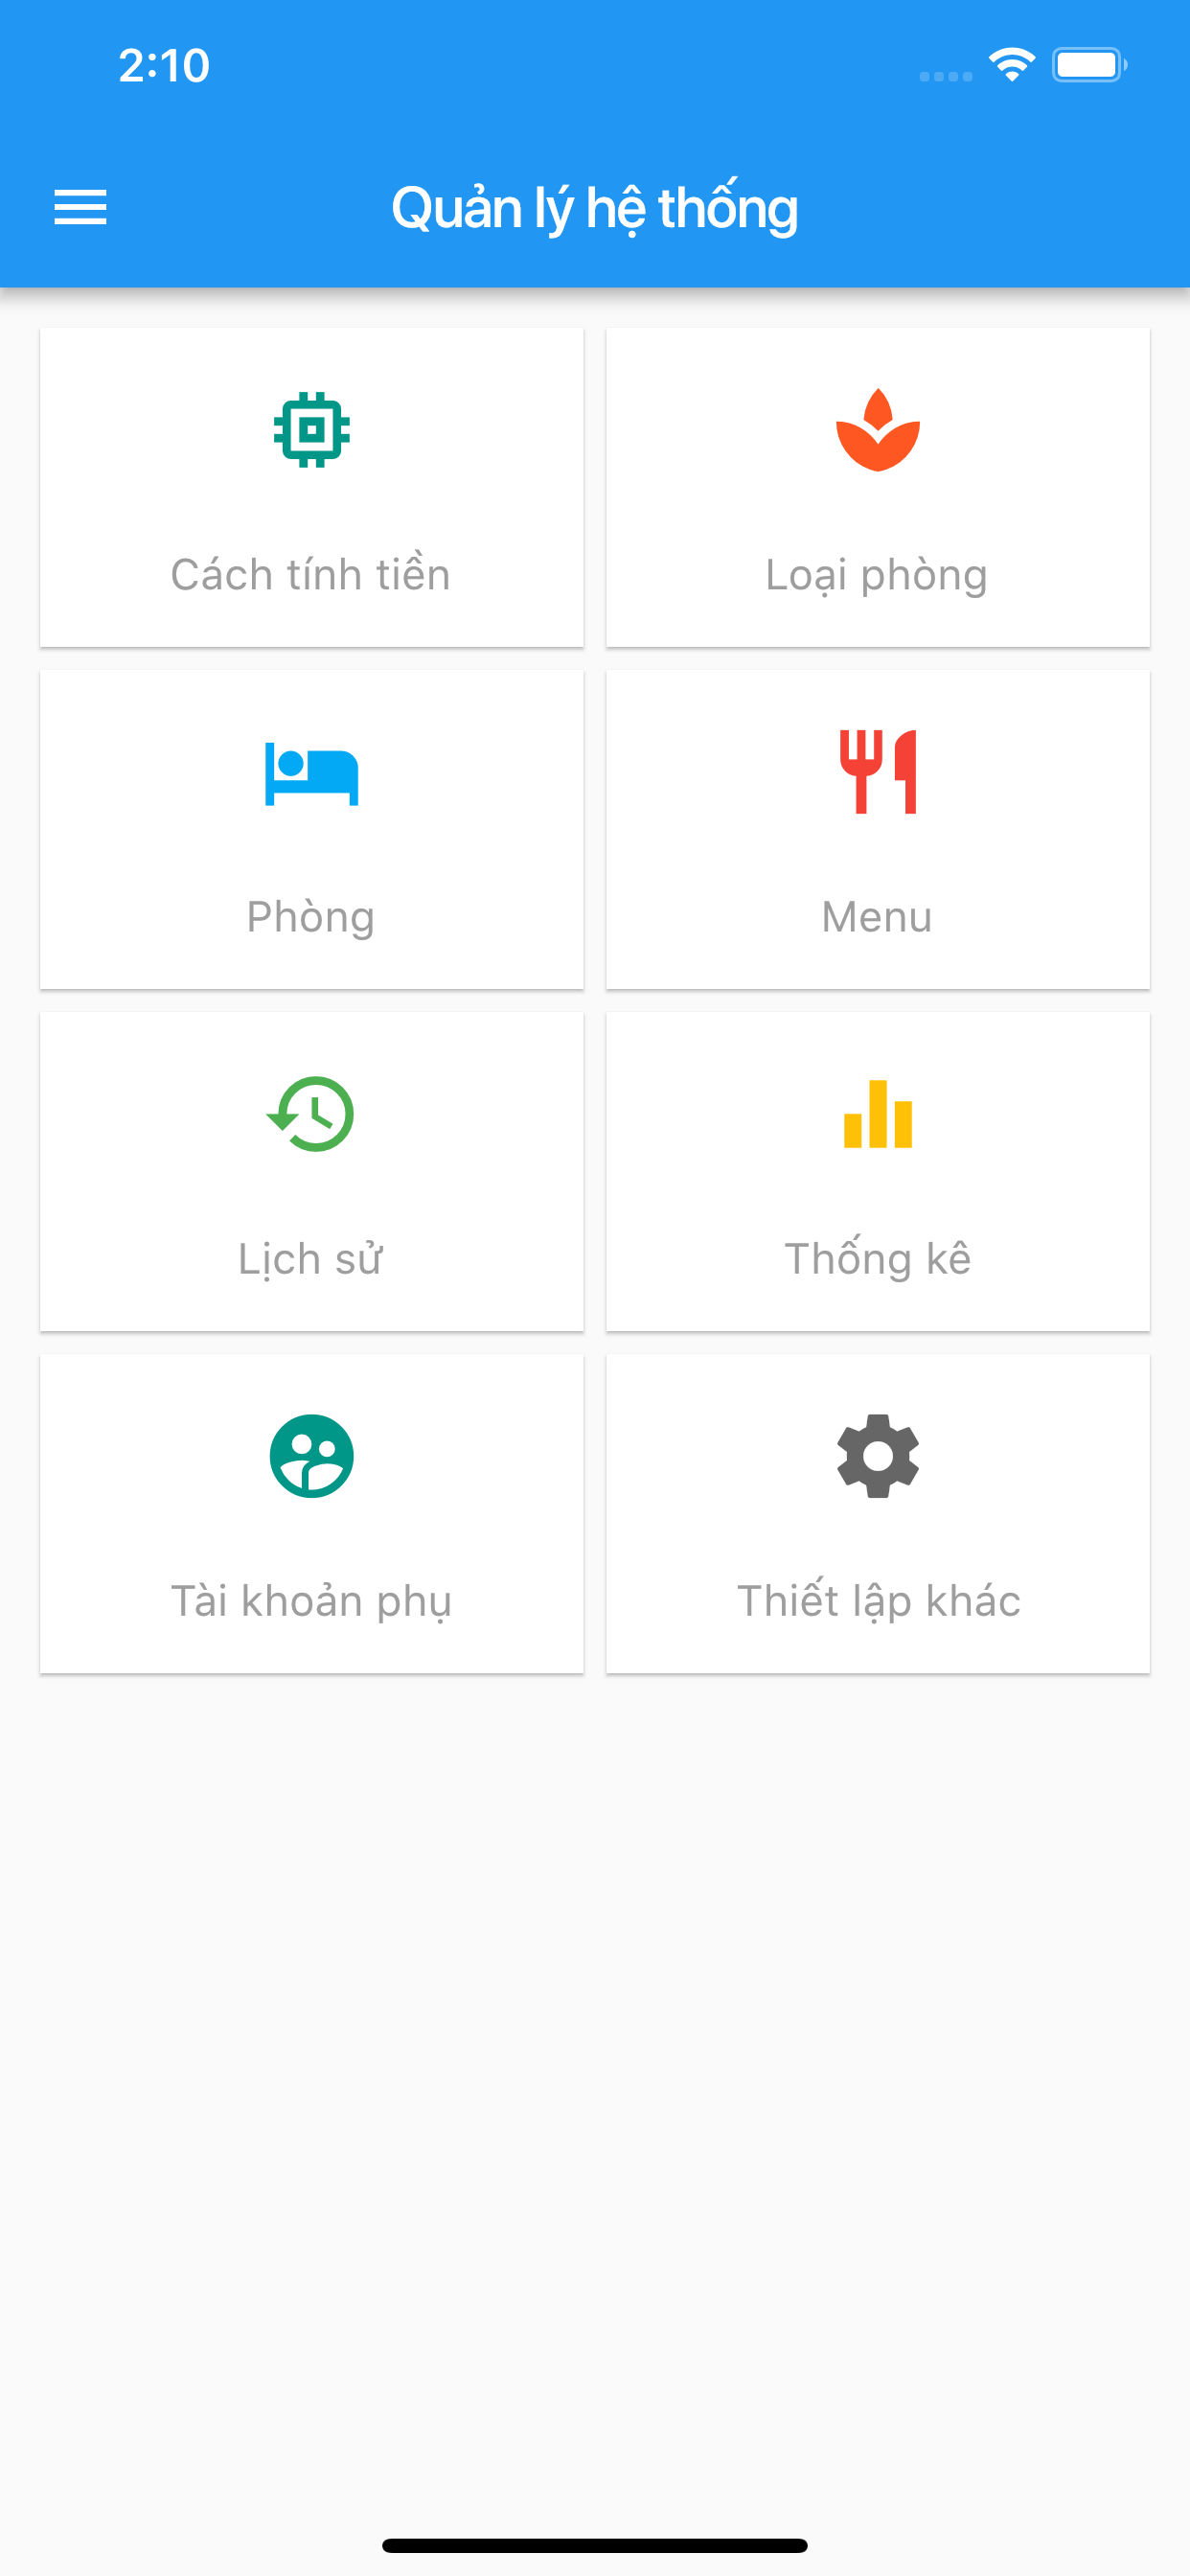 2:10
Quản lý hệ thống
Cách tính tiền
Loại phòng
Phòng
Menu
Lịch sử
Thống kê
Tài khoản phụ
Thiết lập khác